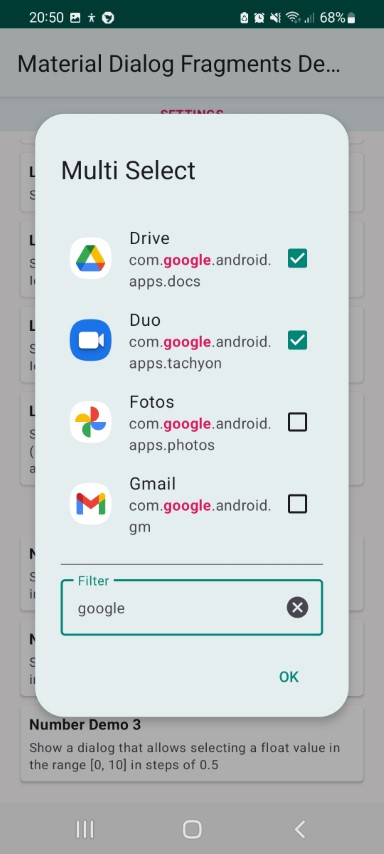 20:50
68%
Material Dialog Fragments De...
SETTINGS
Multi Select
Drive
com.google.android.
apps.docs
Duo
com.google.android.
apps.tachyon
Fotos
com.google.android.
apps.photos
Gmail
com.google.android.
gm
Filter
google
OK
Number Demo 3
Show a dialog that allows selecting a float value in
the range [0, 10] in steps of 0.5